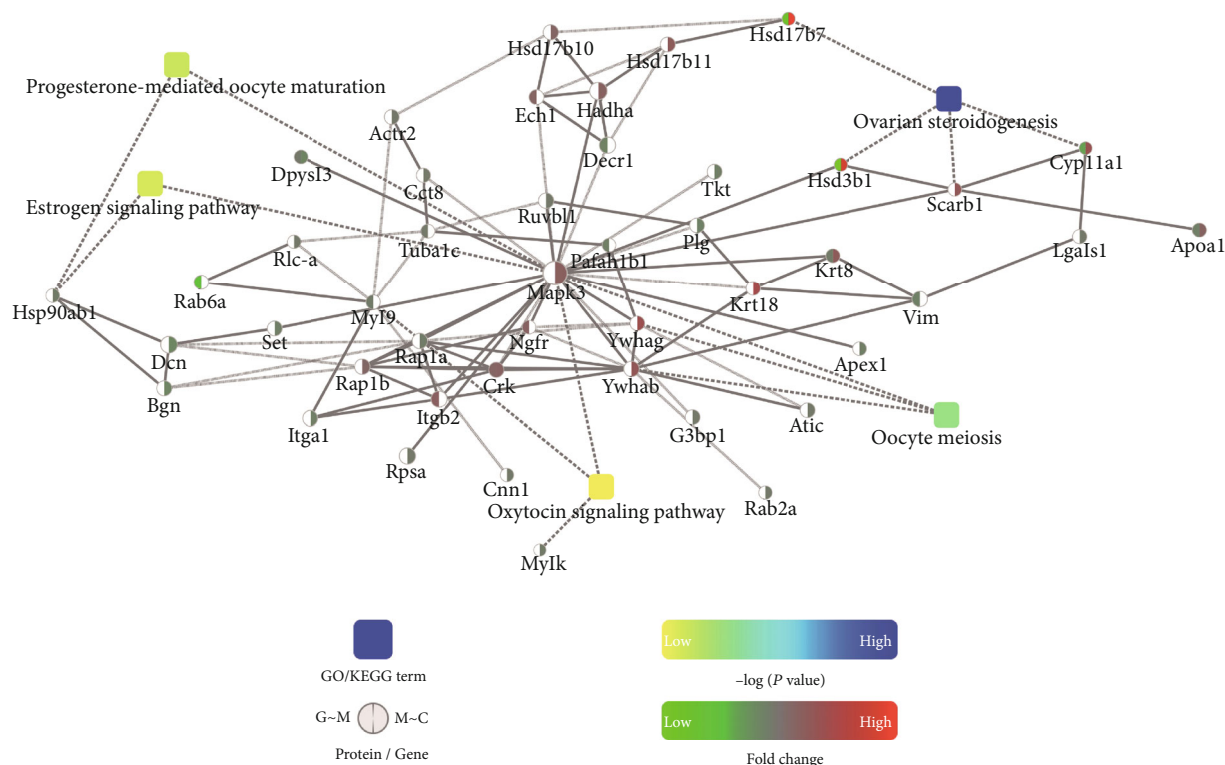 Hsd17b7
Hsd17b10
Hsd17b11
Progesterone-mediated oocyte maturation
Ech1
Hadha
Ovarian steroidogenesis
Actr2
Decr1
Cyp11a1
DpysI3
Cct8
Tkt
Hsd3b1
Scarb1
Estrogen signaling pathway
Ruvbl1
Plg
Apoa1
Rlc-a
Tuba1c
Pafah1b1
LgaIs1
Krt8
Rab6a
Mapk3
Hsp90ab1
MyI9
Krt18
Vim
Set
Ngfr
Ywhag
Dcn
Rap1a
Apex1
Rap1b
Crk
Ywhab
Bgn
Itgb2
Itga1
G3bp1
Atic
Oocyte meiosis
Rpsa
Cnn1
Oxytocin signaling pathway
Rab2a
MyIk
Low
High
GO/KEGG term
–log (P value)
G~M
M~C
Low
High
Protein / Gene
Fold change